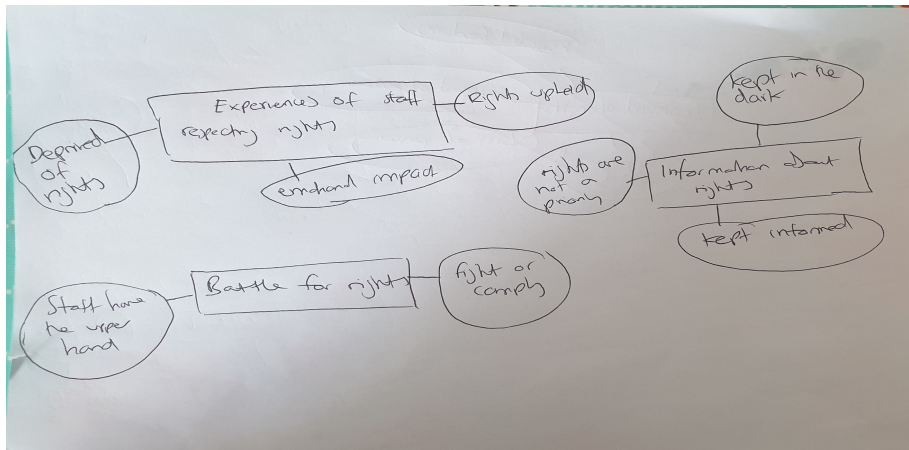 Experiences of staff
respecting rights
Rights upheld
Deprived
of
rights
emotional impact
kept in the
dark
rights are
not a
priority
Information about
rights
kept informed
Battle for rights
fight or
comply
Staff have
the upper
hand